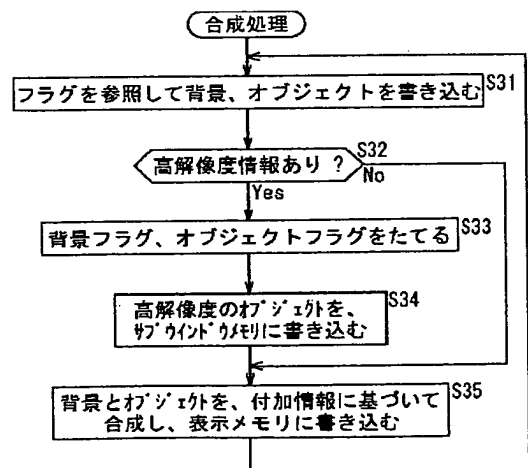 合成処理
フラグを参照して背景、オブジェクトを書き込む
S31
高解像度情報あり？
S32
No
Yes
背景フラグ、オブジェクトフラグをたてる
S33
高解像度のｵﾌﾞｼﾞｪｸﾄを、
ｻﾌﾞｳｲﾝﾄﾞｳﾒﾓﾘに書き込む
S34
背景とｵﾌﾞｼﾞｪｸﾄを、付加情報に基づいて
合成し、表示メモリに書き込む
S35